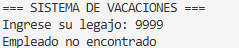 === SISTEMA DE VACACIONES ===
Ingrese su legajo: 9999
Empleado no encontrado